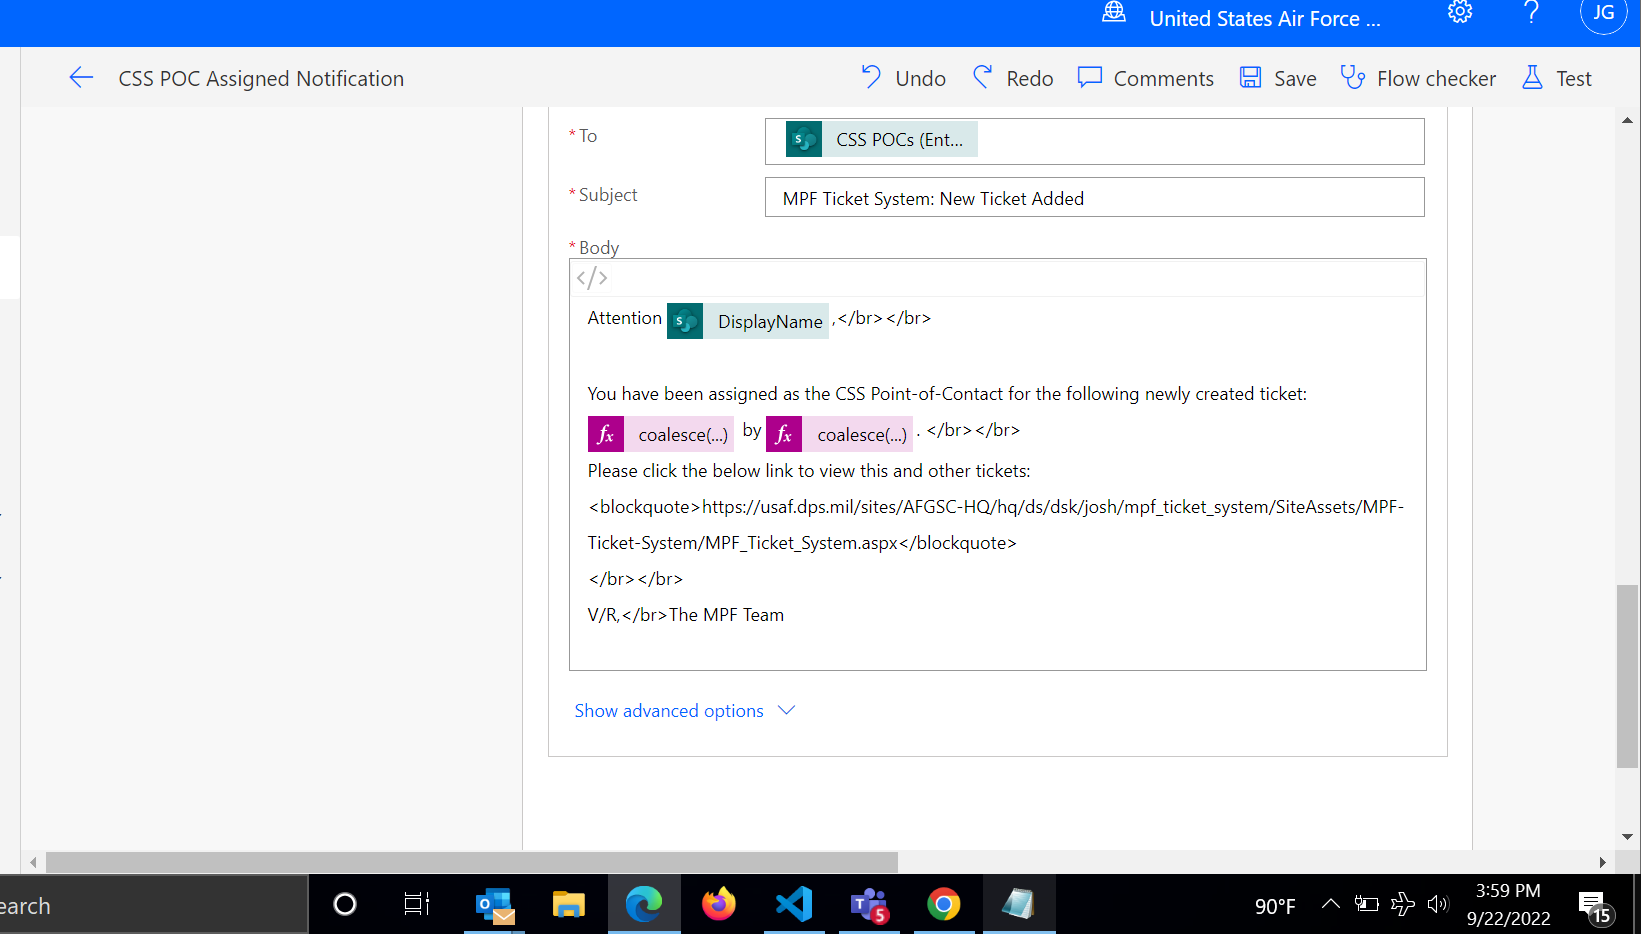 United States Air Force ...
?
JG
CSS POC Assigned Notification
Undo
Redo
Comments
Save
Flow checker
Test
* To
S
CSS POCs (Ent...
* Subject
MPF Ticket System: New Ticket Added
* Body
</>
Attention S DisplayName ,</br></br>
You have been assigned as the CSS Point-of-Contact for the following newly created ticket:
fx coalesce(...) by fx coalesce(...) . </br></br>
Please click the below link to view this and other tickets:
<blockquote>https://usaf.dps.mil/sites/AFGSC-HQ/hq/ds/dsk/josh/mpf_ticket_system/SiteAssets/MPF-
Ticket-System/MPF_Ticket_System.aspx</blockquote>
</br></br>
V/R,</br>The MPF Team
Show advanced options
earch
5
90°F
3:59 PM
9/22/2022
15